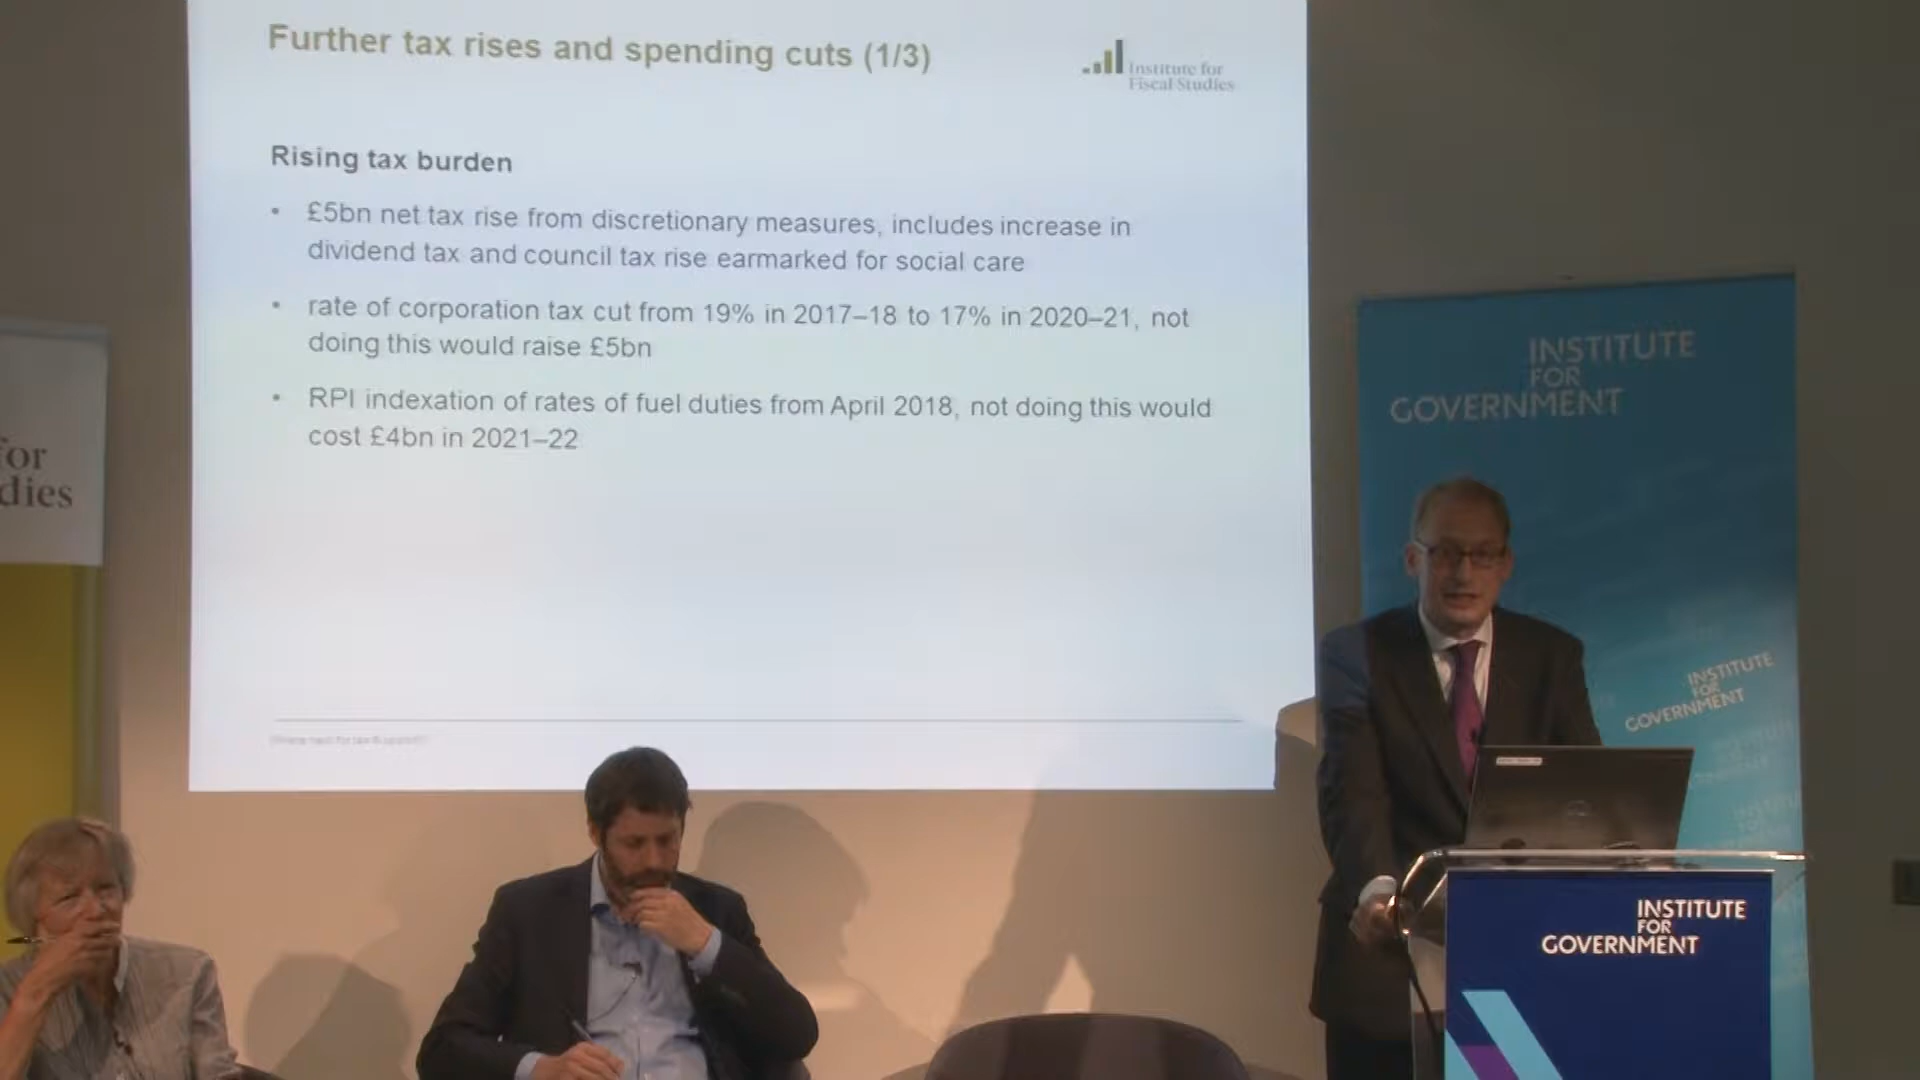 Further tax rises and spending cuts (1/3)
Institute for
Fiscal Studies
Rising tax burden
• £5bn net tax rise from discretionary measures, includes increase in
dividend tax and council tax rise earmarked for social care
• rate of corporation tax cut from 19% in 2017–18 to 17% in 2020–21, not
doing this would raise £5bn
• RPI indexation of rates of fuel duties from April 2018, not doing this would
cost £4bn in 2021–22
for
dies
INSTITUTE
FOR
GOVERNMENT
INSTITUTE
FOR
GOVERNMENT
INSTITUTE
FOR
GOVERNMENT